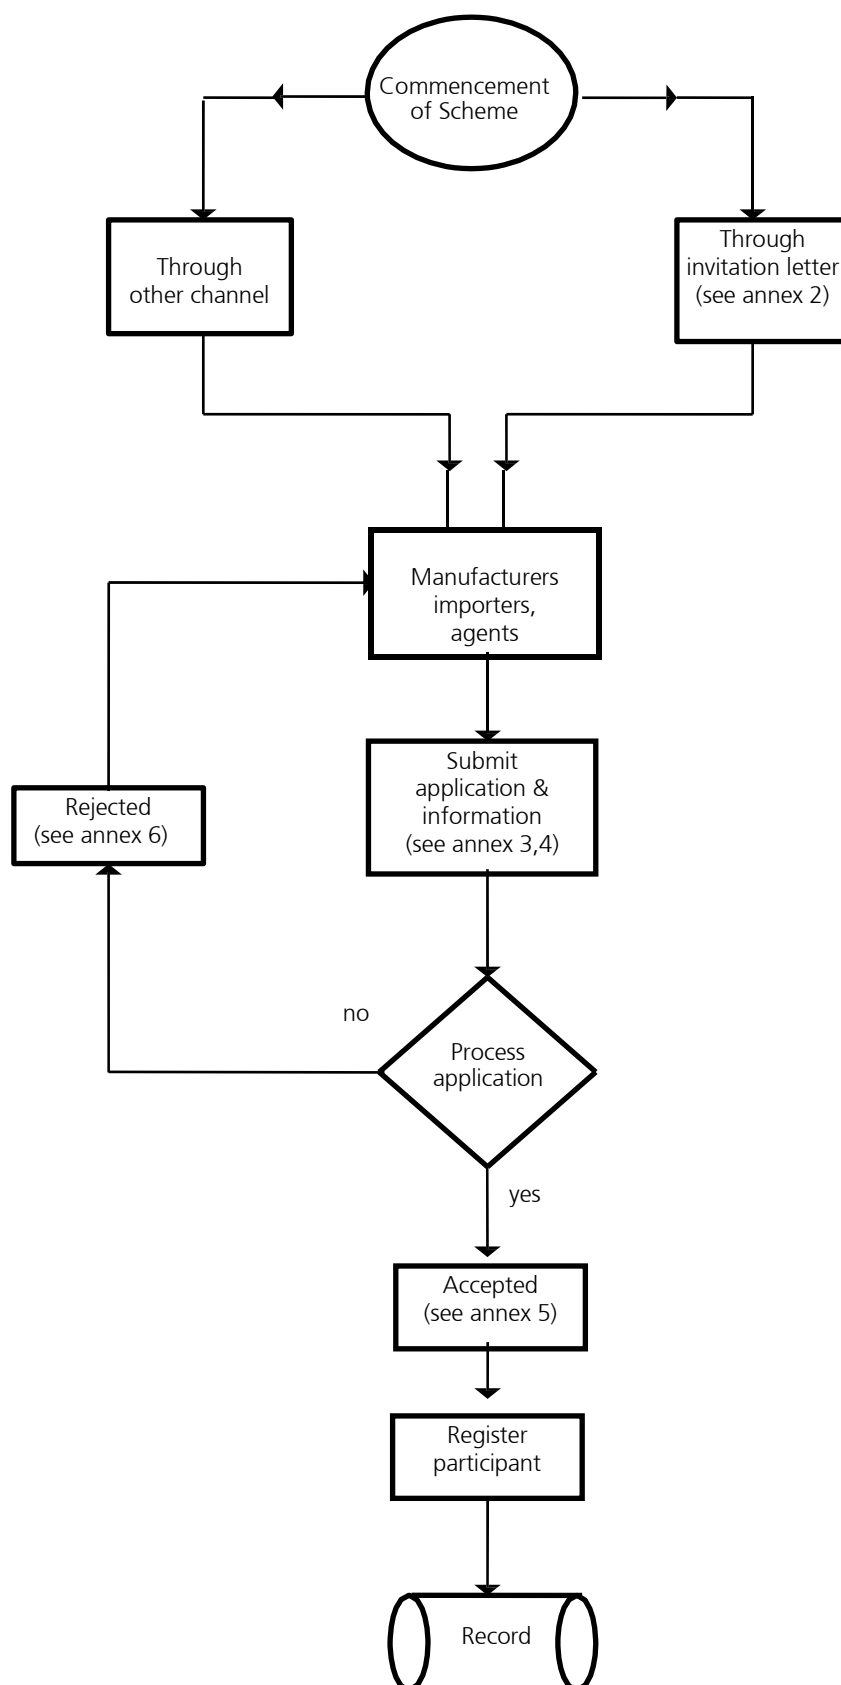 Commencement
of Scheme
Through
other channel
Through
invitation letter
(see annex 2)
Manufacturers
importers,
agents
Submit
application &
information
(see annex 3,4)
Rejected
(see annex 6)
no
Process
application
yes
Accepted
(see annex 5)
Register
participant
Record